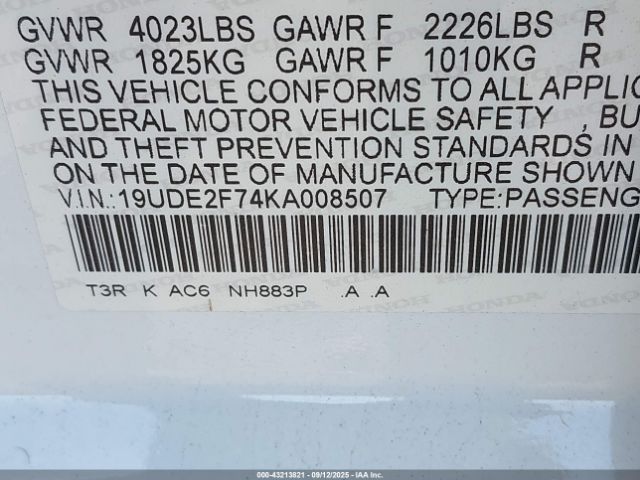 GVWR 4023LBS GAWR F 2226LBS R
GVWR 1825KG GAWR F 1010KG R
THIS VEHICLE CONFORMS TO ALL APPLIC
FEDERAL MOTOR VEHICLE SAFETY , BU
AND THEFT PREVENTION STANDARDS IN
ON THE DATE OF MANUFACTURE SHOWN
V.I.N.:19UDE2F74KA008507 TYPE:PASSENG
T3R K AC6 NH883P .A .A
000-43213821 - 09/12/2025 - IAAI.COM